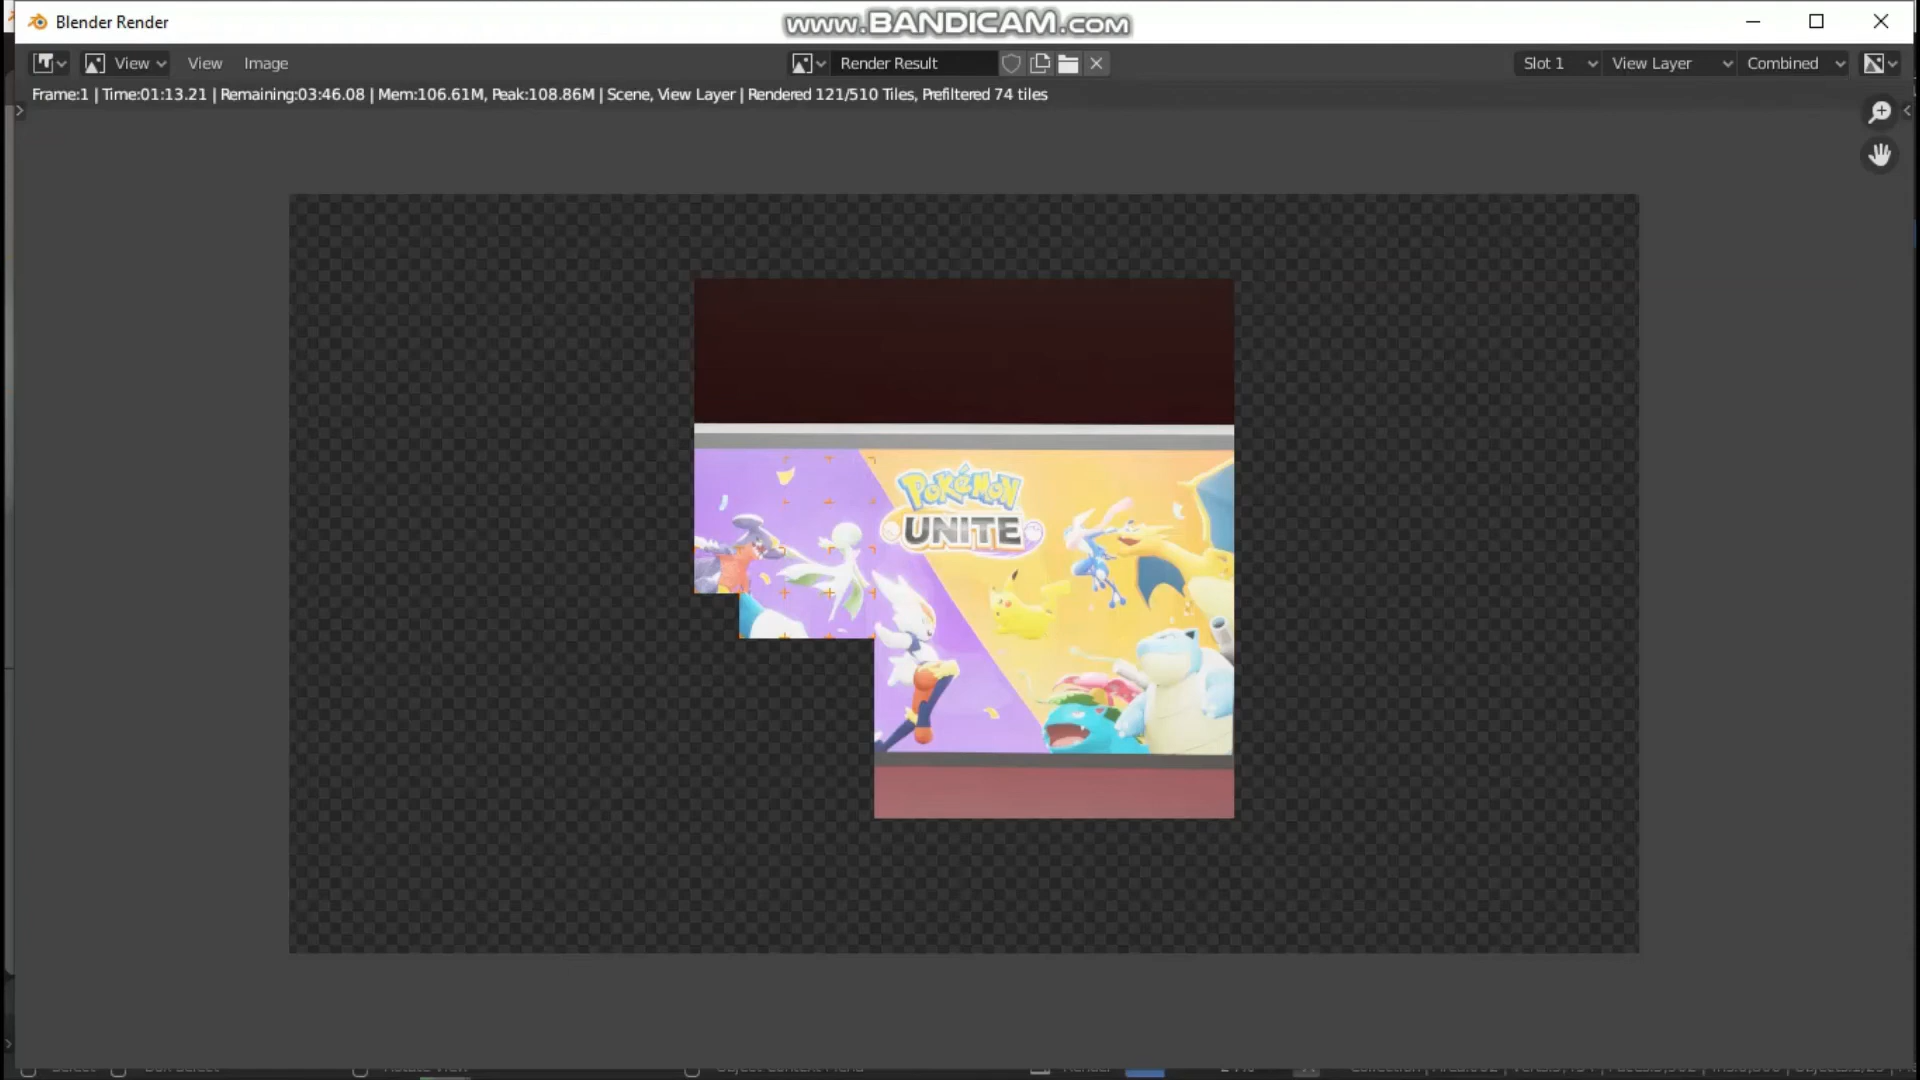 Blender Render
www.BANDICAM.com
View
View
Image
Render Result
Slot 1
View Layer
Combined
Frame:1 | Time:01:13.21 | Remaining:03:46.08 | Mem:106.61M, Peak:108.86M | Scene, View Layer | Rendered 121/510 Tiles, Prefiltered 74 tiles
POKéMON
UNITE